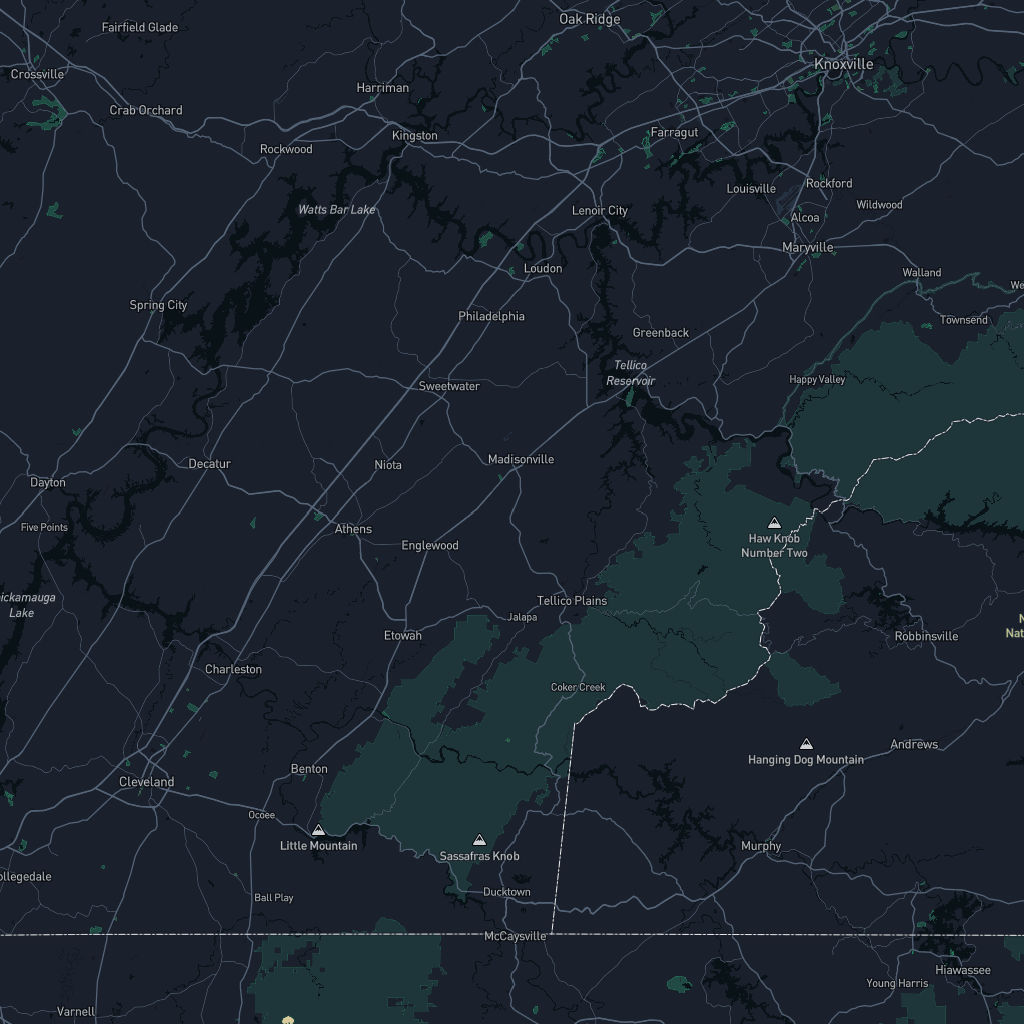 Fairfield Glade
Oak Ridge
Knoxville
Crossville
Harriman
Crab Orchard
Kingston
Farragut
Rockwood
Louisville
Rockford
Watts Bar Lake
Lenoir City
Wildwood
Alcoa
Maryville
Loudon
Walland
Spring City
Philadelphia
Townsend
Greenback
Tellico
Reservoir
Happy Valley
Sweetwater
Madisonville
Decatur
Niota
Dayton
Five Points
Athens
Englewood
Haw Knob
Number Two
Lake
Tellico Plains
Jalapa
Etowah
Robbinsville
Charleston
Coker Creek
Andrews
Hanging Dog Mountain
Benton
Cleveland
Ocoee
Little Mountain
Sassafras Knob
Murphy
Ducktown
Ball Play
McCaysville
Hiawassee
Young Harris
Varnell